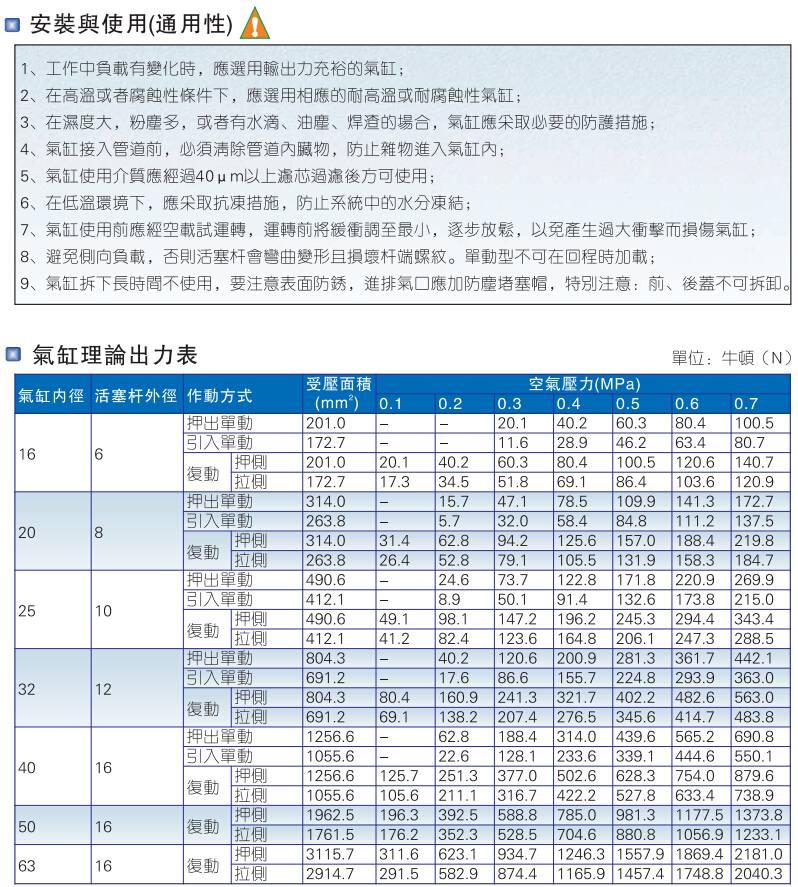 安裝與使用(通用性)
1、工作中負載有變化時，應選用輸出力充裕的氣缸；
2、在高溫或者腐蝕性條件下，應選用相應的耐高溫或耐腐蝕性氣缸；
3、在濕度大，粉塵多，或者有水滴、油塵、焊渣的場合，氣缸應采取必要的防護措施；
4、氣缸接入管道前，必須清除管道內臟物，防止雜物進入氣缸內；
5、氣缸使用介質應經過40μm以上濾芯過濾後方可使用；
6、在低溫環境下，應采取抗凍措施，防止系統中的水分凍結；
7、氣缸使用前應經空載試運轉，運轉前將緩衝調至最小，逐步放鬆，以免產生過大衝擊而損傷氣缸；
8、避免側向負載，否則活塞杆會彎曲變形且損壞杆端螺紋。單動型不可在回程時加載；
9、氣缸拆下長時間不使用，要注意表面防銹，進排氣口應加防塵堵塞帽，特別注意：前、後蓋不可拆卸。
氣缸理論出力表
單位：牛頓（N）
氣缸内徑 活塞杆外徑 作動方式 受壓面積(mm²) 空氣壓力(MPa)
0.1 0.2 0.3 0.4 0.5 0.6 0.7
16 6 押出單動 201.0 – – 20.1 40.2 60.3 80.4 100.5
引入單動 172.7 – – 11.6 28.9 46.2 63.4 80.7
復動 押側 201.0 20.1 40.2 60.3 80.4 100.5 120.6 140.7
拉側 172.7 17.3 34.5 51.8 69.1 86.4 103.6 120.9
20 8 押出單動 314.0 – 15.7 47.1 78.5 109.9 141.3 172.7
引入單動 263.8 – 5.7 32.0 58.4 84.8 111.2 137.5
復動 押側 314.0 31.4 62.8 94.2 125.6 157.0 188.4 219.8
拉側 263.8 26.4 52.8 79.1 105.5 131.9 158.3 184.7
25 10 押出單動 490.6 – 24.6 73.7 122.8 171.8 220.9 269.9
引入單動 412.1 – 8.9 50.1 91.4 132.6 173.8 215.0
復動 押側 490.6 49.1 98.1 147.2 196.2 245.3 294.4 343.4
拉側 412.1 41.2 82.4 123.6 164.8 206.1 247.3 288.5
32 12 押出單動 804.3 – 40.2 120.6 200.9 281.3 361.7 442.1
引入單動 691.2 – 17.6 86.6 155.7 224.8 293.9 363.0
復動 押側 804.3 80.4 160.9 241.3 321.7 402.2 482.6 563.0
拉側 691.2 69.1 138.2 207.4 276.5 345.6 414.7 483.8
40 16 押出單動 1256.6 – 62.8 188.4 314.0 439.6 565.2 690.8
引入單動 1055.6 – 22.6 128.1 233.6 339.1 444.6 550.1
復動 押側 1256.6 125.7 251.3 377.0 502.6 628.3 754.0 879.6
拉側 1055.6 105.6 211.1 316.7 422.2 527.8 633.4 738.9
50 16 復動 押側 1962.5 196.3 392.5 588.8 785.0 981.3 1177.5 1373.8
拉側 1761.5 176.2 352.3 528.5 704.6 880.8 1056.9 1233.1
63 16 復動 押側 3115.7 311.6 623.1 934.7 1246.3 1557.9 1869.4 2181.0
拉側 2914.7 291.5 582.9 874.4 1165.9 1457.4 1748.8 2040.3